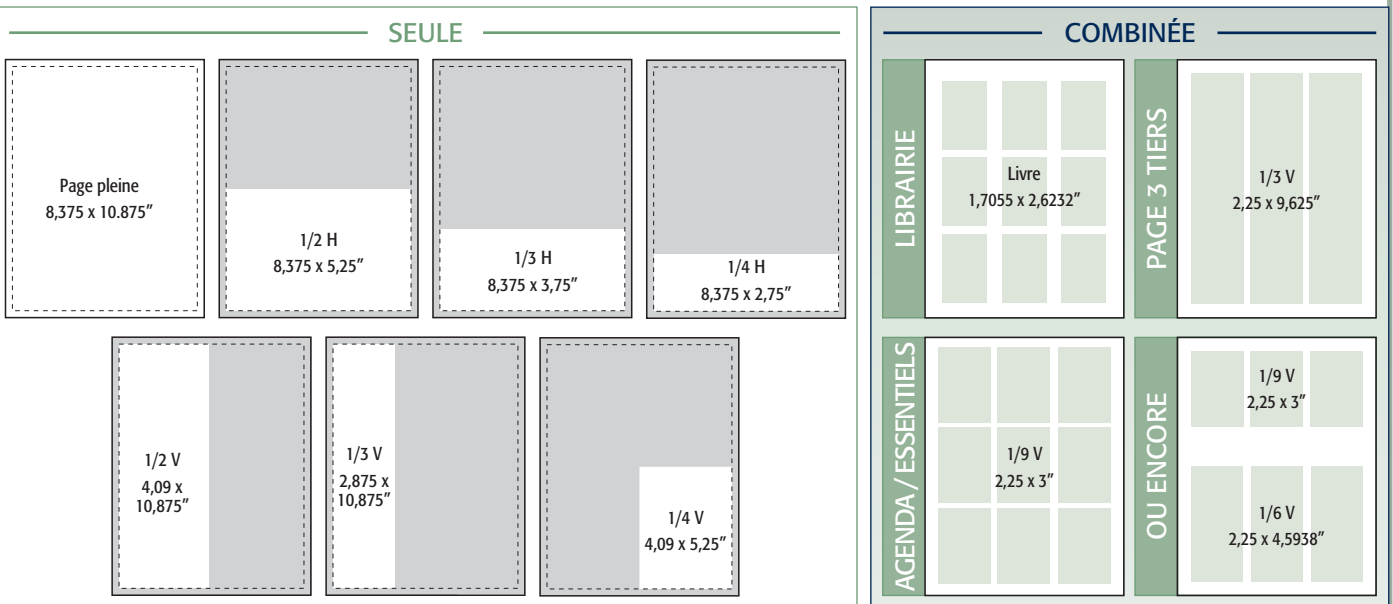 SEULE
Page pleine
8,375 x 10.875”
1/2 H
8,375 x 5,25”
1/3 H
8,375 x 3,75”
1/4 H
8,375 x 2,75”
1/2 V
4,09 x
10,875”
1/3 V
2,875 x
10,875”
1/4 V
4,09 x 5,25”
COMBINÉE
LIBRAIRIE
Livre
1,7055 x 2,6232”
PAGE 3 TIERS
1/3 V
2,25 x 9,625”
AGENDA / ESSENTIELS
1/9 V
2,25 x 3”
OU ENCORE
1/9 V
2,25 x 3”
1/6 V
2,25 x 4,5938”